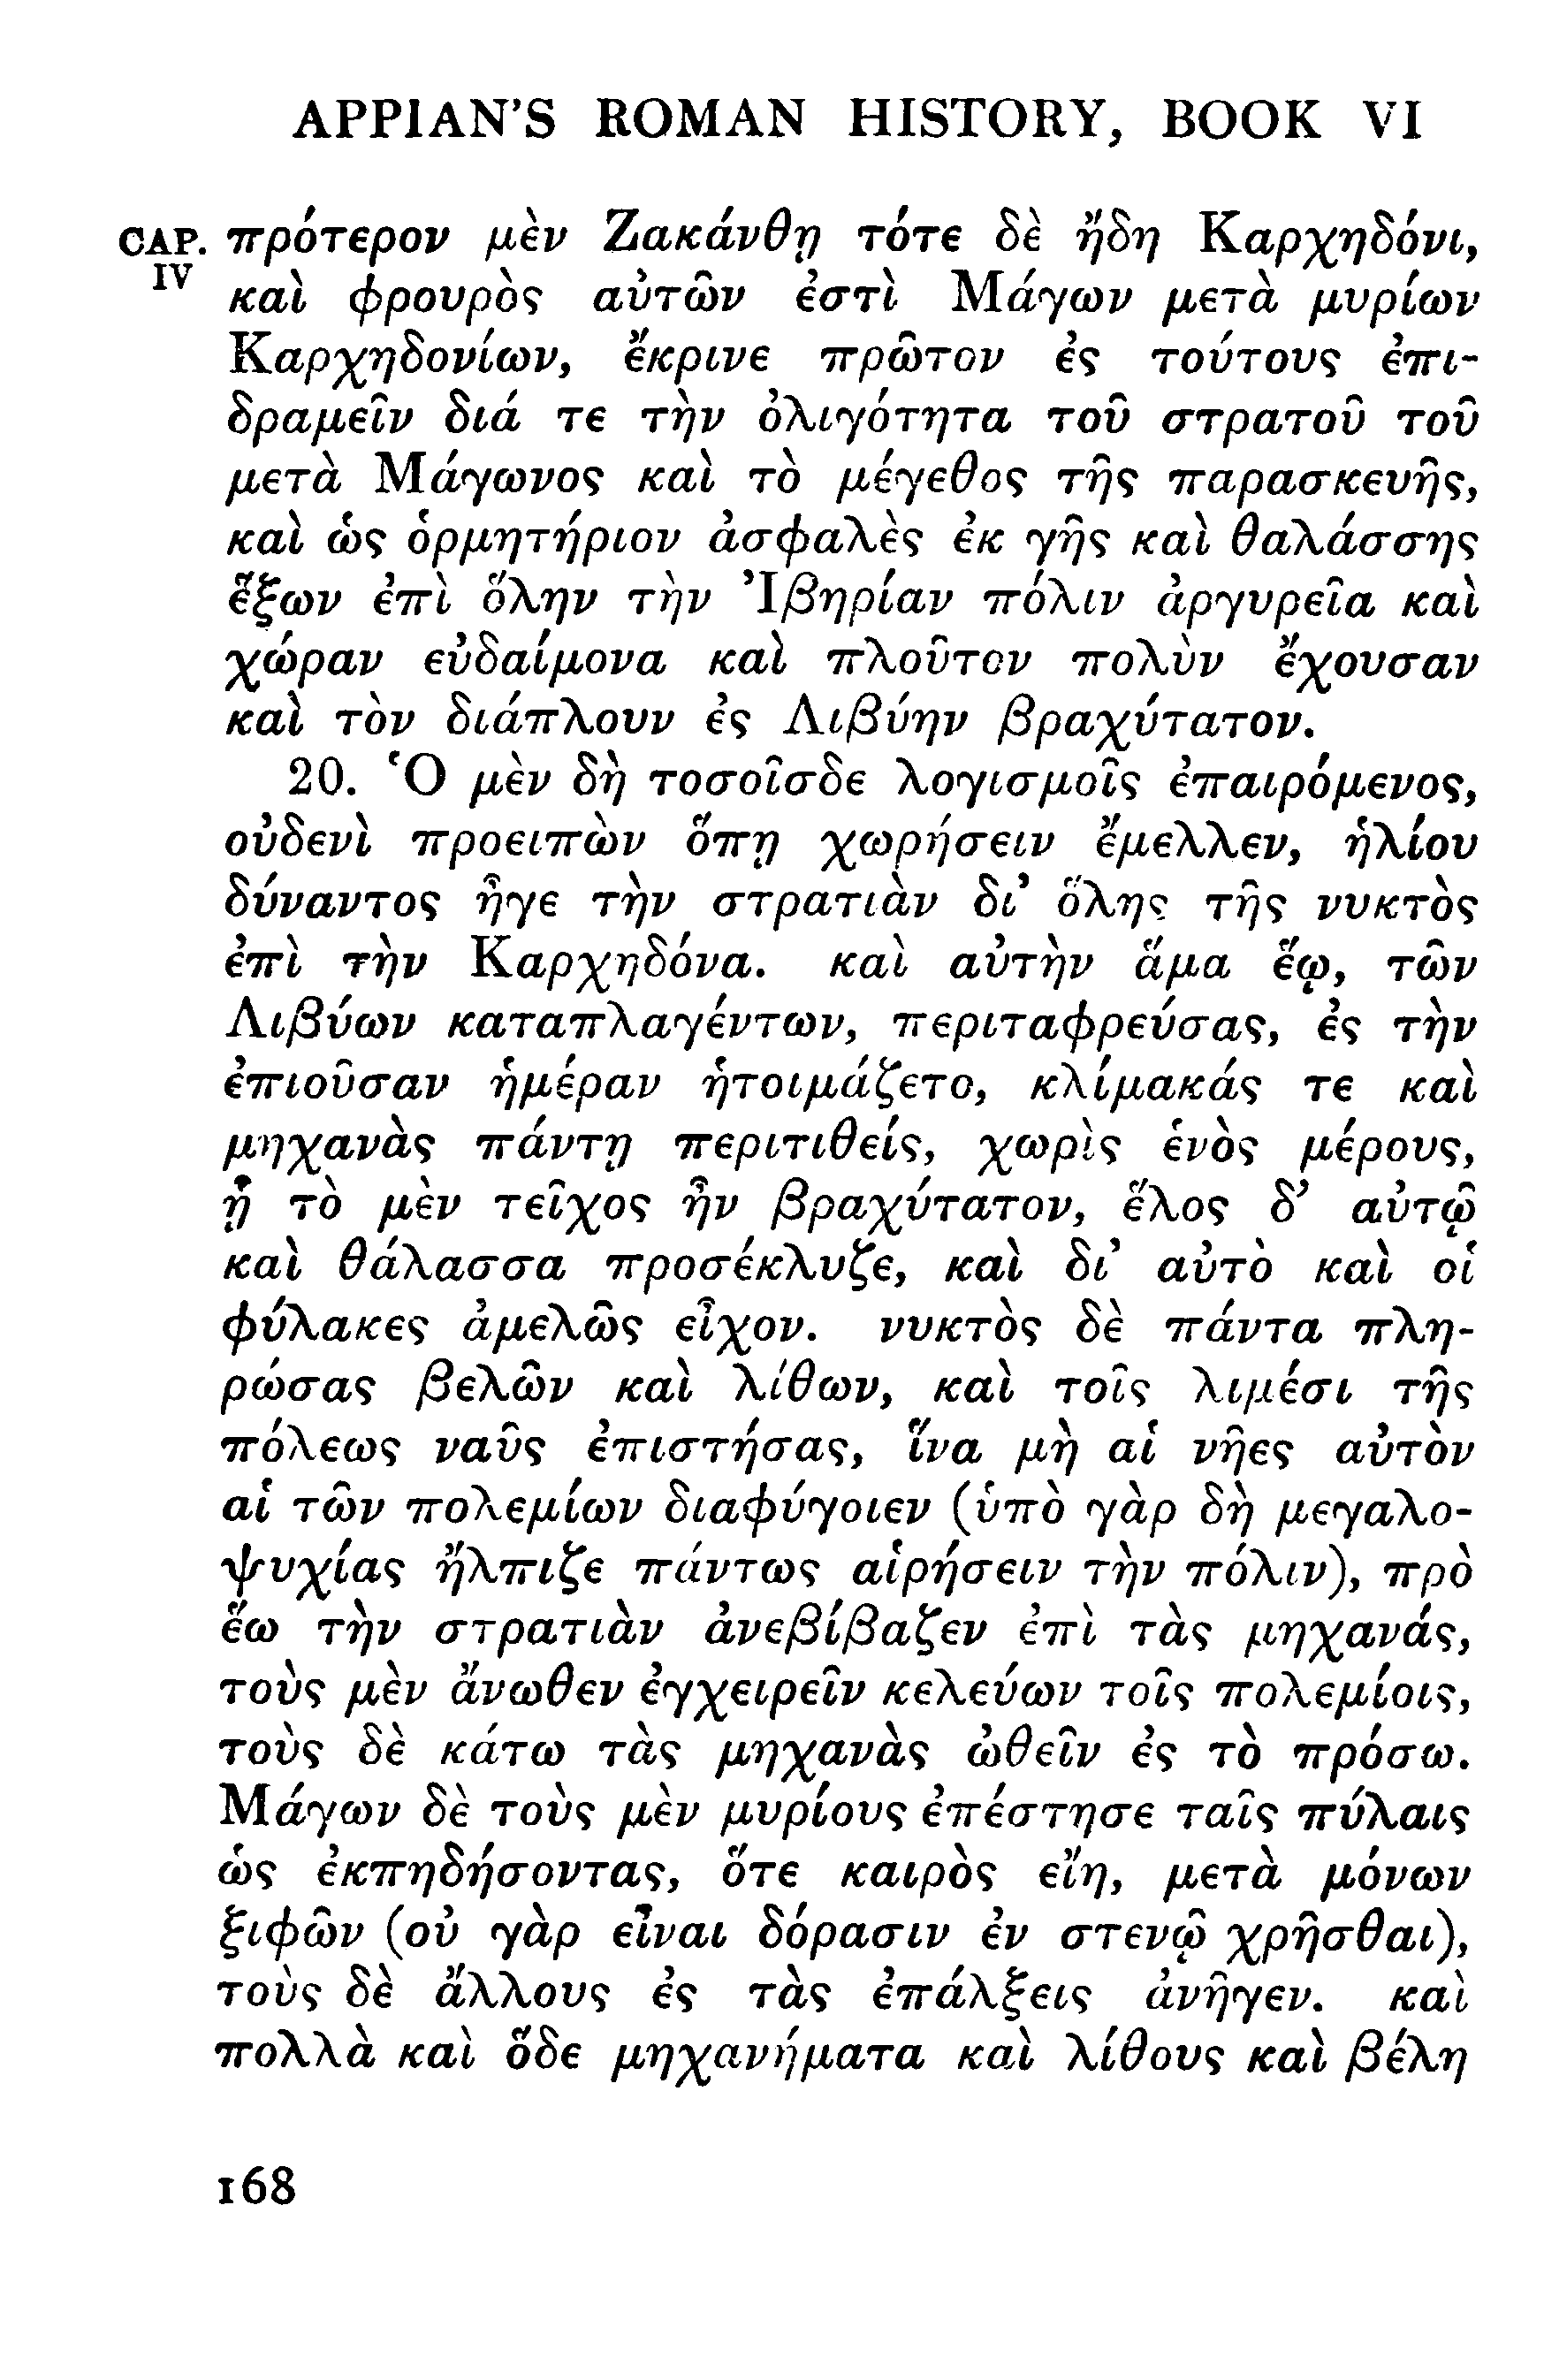 APPIAN'S ROMAN HISTORY, BOOK VI
CAP. IV
πρότερον μὲν Ζακάνθῃ τότε δὲ ἤδη Καρχηδόνι,
καὶ φρουρὸς αὐτῶν ἐστὶ Μάγων μετὰ μυρίων
Καρχηδονίων, ἔκρινε πρῶτον ἐς τούτους ἐπι-
δραμεῖν διά τε τὴν ὀλιγότητα τοῦ στρατοῦ τοῦ
μετὰ Μάγωνος καὶ τὸ μέγεθος τῆς παρασκευῆς,
καὶ ὡς ὁρμητήριον ἀσφαλὲς ἐκ γῆς καὶ θαλάσσης
ἕξων ἐπὶ ὅλην τὴν Ἰβηρίαν πόλιν ἀργυρεῖα καὶ
χώραν εὐδαίμονα καὶ πλοῦτον πολὺν ἔχουσαν
καὶ τὸν διάπλουν ἐς Λιβύην βραχύτατον.
20. Ὁ μὲν δὴ τοσοῖσδε λογισμοῖς ἐπαιρόμενος,
οὐδενὶ προειπὼν ὅπῃ χωρήσειν ἔμελλεν, ἡλίου
δύναντος ἦγε τὴν στρατιὰν δι' ὅλης τῆς νυκτὸς
ἐπὶ τὴν Καρχηδόνα. καὶ αὐτὴν ἅμα ἕῳ, τῶν
Λιβύων καταπλαγέντων, περιταφρεύσας, ἐς τὴν
ἐπιοῦσαν ἡμέραν ἡτοιμάζετο, κλίμακάς τε καὶ
μηχανὰς πάντῃ περιτιθείς, χωρὶς ἑνὸς μέρους,
ᾗ τὸ μὲν τεῖχος ἦν βραχύτατον, ἕλος δ' αὐτῷ
καὶ θάλασσα προσέκλυζε, καὶ δι' αὐτὸ καὶ οἱ
φύλακες ἀμελῶς εἶχον. νυκτὸς δὲ πάντα πλη-
ρώσας βελῶν καὶ λίθων, καὶ τοῖς λιμέσι τῆς
πόλεως ναῦς ἐπιστήσας, ἵνα μὴ αἱ νῆες αὐτὸν
αἱ τῶν πολεμίων διαφύγοιεν (ὑπὸ γὰρ δὴ μεγαλο-
ψυχίας ἤλπιζε πάντως αἱρήσειν τὴν πόλιν), πρὸ
ἕω τὴν στρατιὰν ἀνεβίβαζεν ἐπὶ τὰς μηχανάς,
τοὺς μὲν ἄνωθεν ἐγχειρεῖν κελεύων τοῖς πολεμίοις,
τοὺς δὲ κάτω τὰς μηχανὰς ὠθεῖν ἐς τὸ πρόσω.
Μάγων δὲ τοὺς μὲν μυρίους ἐπέστησε ταῖς πύλαις
ὡς ἐκπηδήσοντας, ὅτε καιρὸς εἴη, μετὰ μόνων
ξιφῶν (οὐ γὰρ εἶναι δόρασιν ἐν στενῷ χρῆσθαι),
τοὺς δὲ ἄλλους ἐς τὰς ἐπάλξεις ἀνῆγεν. καὶ
πολλὰ καὶ ὅδε μηχανήματα καὶ λίθους καὶ βέλη
168